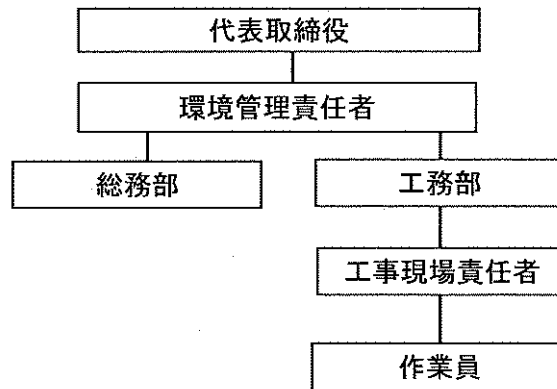 代表取締役
環境管理責任者
総務部
工務部
工事現場責任者
作業員